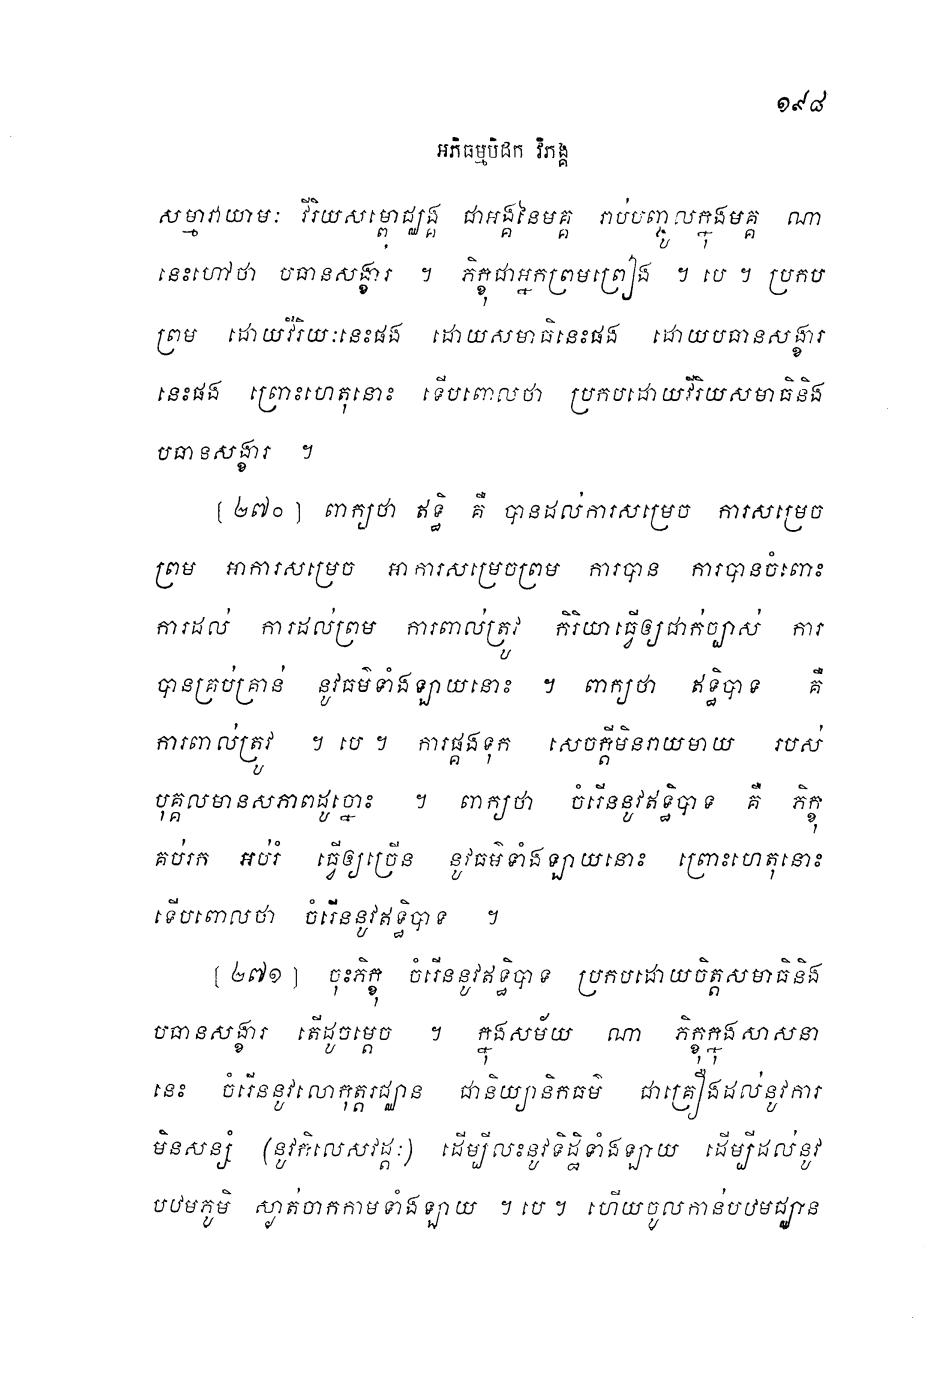 ១៩៨
អភិធម្មបិដក វិភង្គ
សម្មាវាយាមៈ វីរិយសម្ពោជ្ឈង្គ ជាអង្គនៃមគ្គ រាប់បញ្ចូលក្នុងមគ្គ ណា
នេះហៅថា បធានសង្ខារ ។ ភិក្ខុជាអ្នកព្រមព្រៀង ។ បេ ។ ប្រកប
ព្រម ដោយវីរិយៈនេះផង ដោយសមាធិនេះផង ដោយបធានសង្ខារ
នេះផង ព្រោះហេតុនោះ ទើបពោលថា ប្រកបដោយវីរិយសមាធិនិង
បធានសង្ខារ ។
[ ២៧០ ] ពាក្យថា ឥទ្ធិ គឺ បានដល់ការសម្រេច ការសម្រេច
ព្រម អាការសម្រេច អាការសម្រេចព្រម ការបាន ការបានចំពោះ
ការដល់ ការដល់ព្រម ការពាល់ត្រូវ កិរិយាធ្វើឲ្យជាក់ច្បាស់ ការ
បានគ្រប់គ្រាន់ នូវធម៌ទាំងឡាយនោះ ។ ពាក្យថា ឥទ្ធិបាទ គឺ
ការពាល់ត្រូវ ។ បេ ។ ការផ្គងទុក សេចក្តីមិនរាយមាយ របស់
បុគ្គលមានសភាពដូច្នោះ ។ ពាក្យថា ចំរើននូវឥទ្ធិបាទ គឺ ភិក្ខុ
គប់រក អប់រំ ធ្វើឲ្យច្រើន នូវធម៌ទាំងឡាយនោះ ព្រោះហេតុនោះ
ទើបពោលថា ចំរើននូវឥទ្ធិបាទ ។
[ ២៧១ ] ចុះភិក្ខុ ចំរើននូវឥទ្ធិបាទ ប្រកបដោយចិត្តសមាធិនិង
បធានសង្ខារ តើដូចម្តេច ។ ក្នុងសម័យ ណា ភិក្ខុក្នុងសាសនា
នេះ ចំរើននូវលោកុត្តរជ្ឈាន ជានិយ្យានិកធម៌ ជាគ្រឿងដល់នូវការ
មិនសន្សំ (នូវកិលេសវដ្តៈ) ដើម្បីលះនូវទិដ្ឋិទាំងឡាយ ដើម្បីដល់នូវ
បឋមភូមិ ស្ងាត់ចាកកាមទាំងឡាយ ។ បេ ។ ហើយចូលកាន់បឋមជ្ឈាន